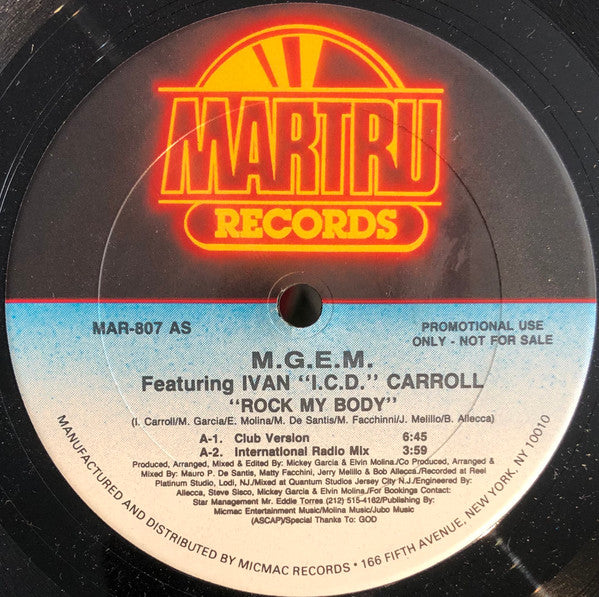 MARTRU
RECORDS
MAR-807 AS
PROMOTIONAL USE
ONLY - NOT FOR SALE
M.G.E.M.
Featuring IVAN "I.C.D." CARROLL
"ROCK MY BODY"
(I. Carroll/M. Garcia/E. Molina/M. De Santis/M. Facchinni/J. Melillo/B. Allecca)
A-1. Club Version 6:45
A-2. International Radio Mix 3:59
Produced, Arranged, Mixed & Edited By: Mickey Garcia & Elvin Molina./Co Produced, Arranged &
Mixed By: Mauro P. De Santis, Matty Facchini, Jerry Melillo & Bob Allecca./Recorded at Reel
Platinum Studio, Lodi, NJ./Mixed at Quantum Studios Jersey City N.J./Engineered By:
Allecca, Steve Sisco, Mickey Garcia & Elvin Molina./For Bookings Contact:
Star Management Mr. Eddie Torres (212) 515-4162/Publishing By:
Micmac Entertainment Music/Molina Music/Jubo Music
(ASCAP)/Special Thanks To: GOD
MANUFACTURED AND DISTRIBUTED BY MICMAC RECORDS • 166 FIFTH AVENUE, NEW YORK, NY 10010